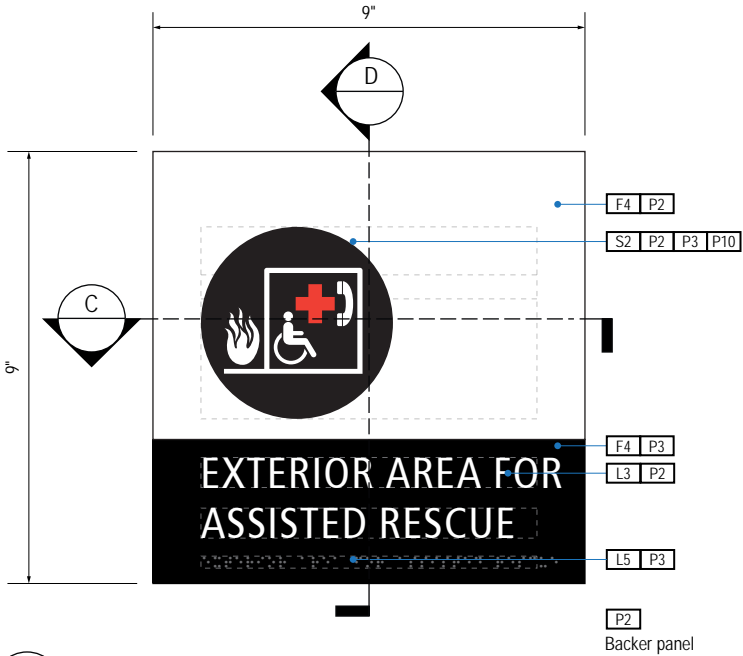 9"
D
F4 P2
S2 P2 P3 P10
C
9"
F4 P3
EXTERIOR AREA FOR
L3 P2
ASSISTED RESCUE
L5 P3
P2
Backer panel